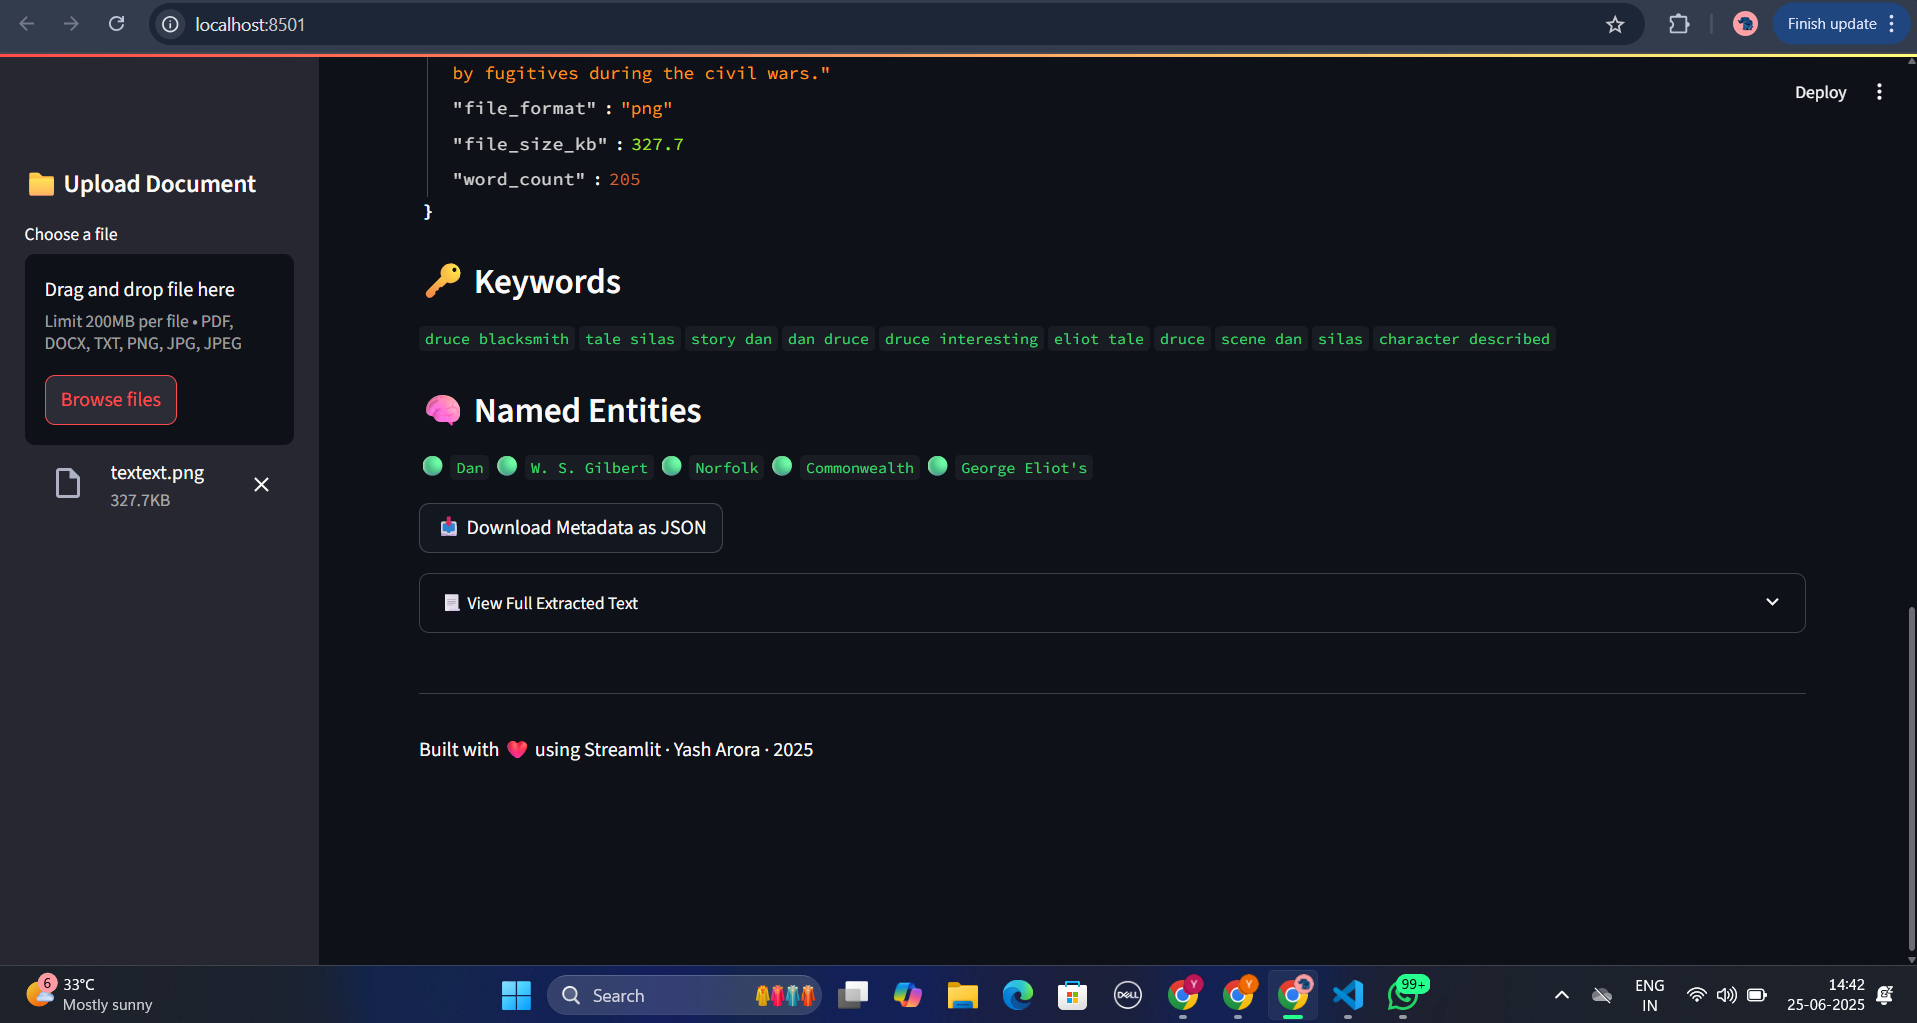 localhost:8501
Finish update
Deploy
Upload Document
Choose a file
Drag and drop file here
Limit 200MB per file • PDF,
DOCX, TXT, PNG, JPG, JPEG
Browse files
textext.png
327.7KB
by fugitives during the civil wars."
"file_format" : "png"
"file_size_kb" : 327.7
"word_count" : 205
}
Keywords
druce blacksmith tale silas story dan dan druce druce interesting eliot tale druce scene dan silas character described
Named Entities
Dan W. S. Gilbert Norfolk Commonwealth George Eliot's
Download Metadata as JSON
View Full Extracted Text
Built with ❤️ using Streamlit · Yash Arora · 2025
6
33°C
Mostly sunny
Search
DELL
Y
Y
99+
ENG
IN
14:42
25-06-2025